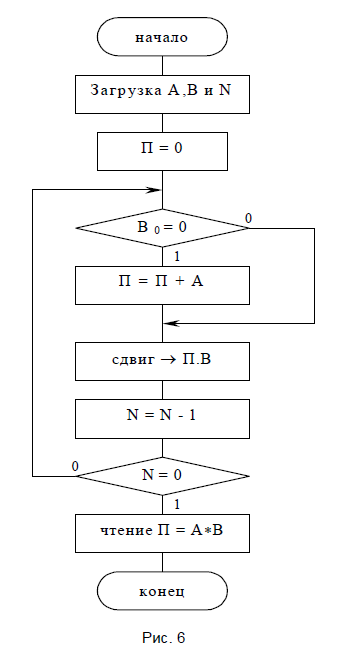 начало
Загрузка А,В и N
П = 0
В 0 = 0
0
1
П = П + А
сдвиг → П.В
N = N - 1
0
N = 0
1
чтение П = А*В
конец
Рис. 6